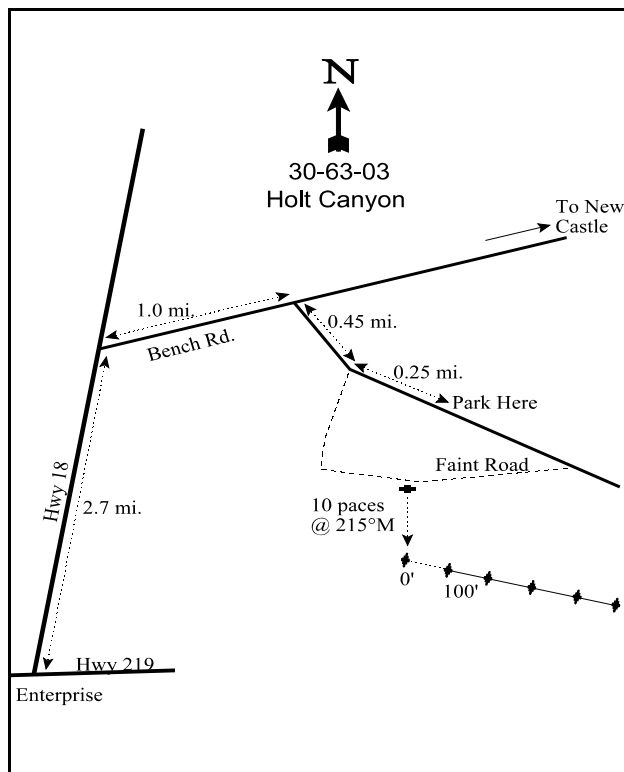 N
30-63-03
Holt Canyon
To New
Castle
1.0 mi.
Bench Rd.
0.45 mi.
0.25 mi.
Park Here
Faint Road
Hwy 18
2.7 mi.
10 paces
@ 215°M
0'
100'
Hwy 219
Enterprise